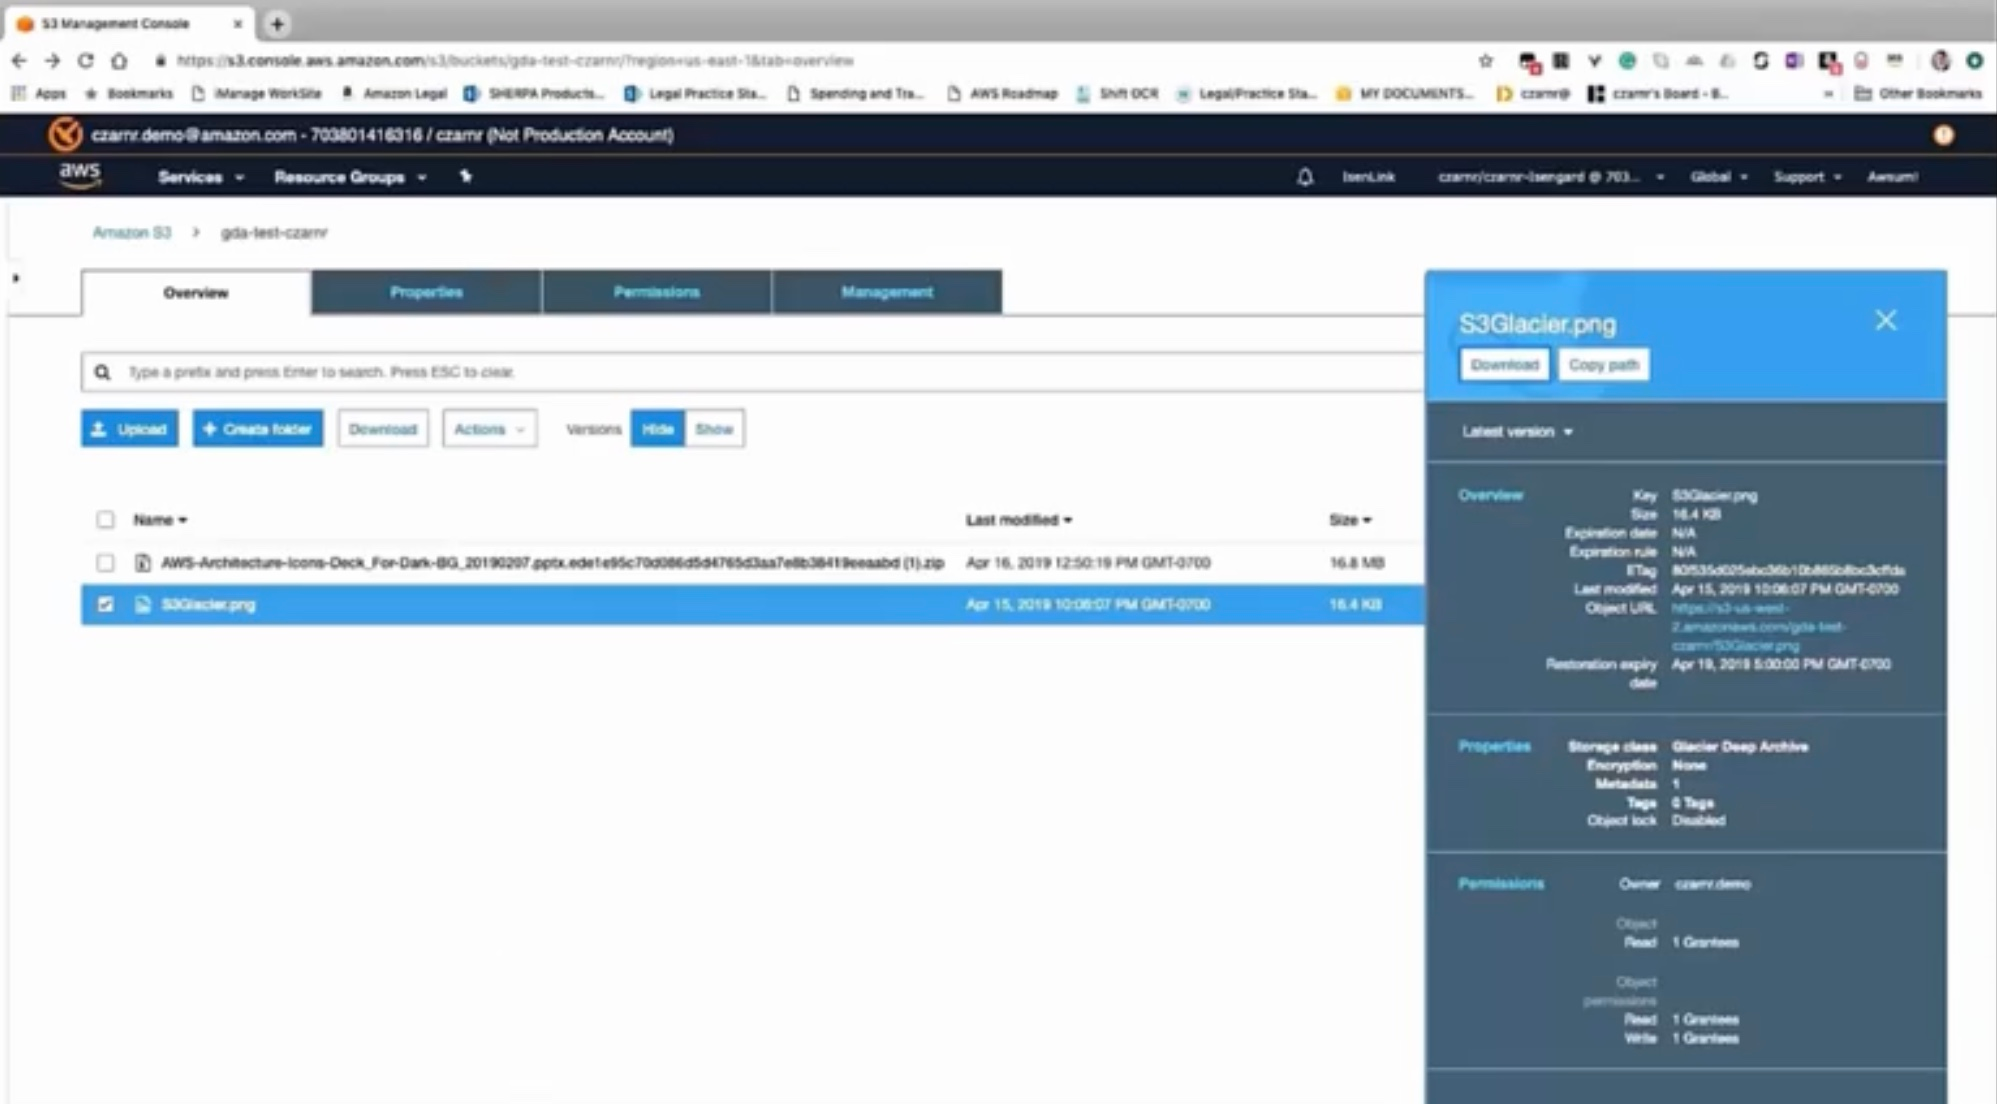 S3 Management Console
https://s3.console.aws.amazon.com/s3/buckets/gda-test-czarnr/?region=us-east-1&tab=overview
Apps Bookmarks iManage WorkSite Amazon Legal SHERPA Products... Legal Practice Sta... Spending and Tra... AWS Roadmap Shift OCR Legal/Practice Sta... MY DOCUMENTS... czarnr@ czarnr's Board - B... Other Bookmarks
czarnr.demo@amazon.com - 703801416316 / czarnr (Not Production Account)
aws Services Resource Groups IsenLink czarnr/czarnr-Isengard @ 703... Global Support Awsum!
Amazon S3 > gda-test-czarnr
Overview Properties Permissions Management
Type a prefix and press Enter to search. Press ESC to clear.
Upload + Create folder Download Actions Versions Hide Show
Name Last modified Size
AWS-Architecture-Icons-Deck_For-Dark-BG_20190207.pptx.ede1e95c70d086d5d4765d3aa7e8b38419eeaabd (1).zip Apr 16, 2019 12:50:19 PM GMT-0700 16.8 MB
S3Glacier.png Apr 15, 2019 10:06:07 PM GMT-0700 16.4 KB
S3Glacier.png
Download Copy path
Latest version
Overview
Key S3Glacier.png
Size 16.4 KB
Expiration date N/A
Expiration rule N/A
ETag
Last modified Apr 15, 2019 10:06:07 PM GMT-0700
Object URL https://s3-us-west-
2.amazonaws.com/gda-test-
czarnr/S3Glacier.png
Restoration expiry Apr 19, 2019 5:00:00 PM GMT-0700
date
Properties Storage class Glacier Deep Archive
Encryption None
Metadata 1
Tags 0 Tags
Object lock Disabled
Permissions Owner czarnr.demo
Object
Read 1 Grantees
Object
permissions
Read 1 Grantees
Write 1 Grantees